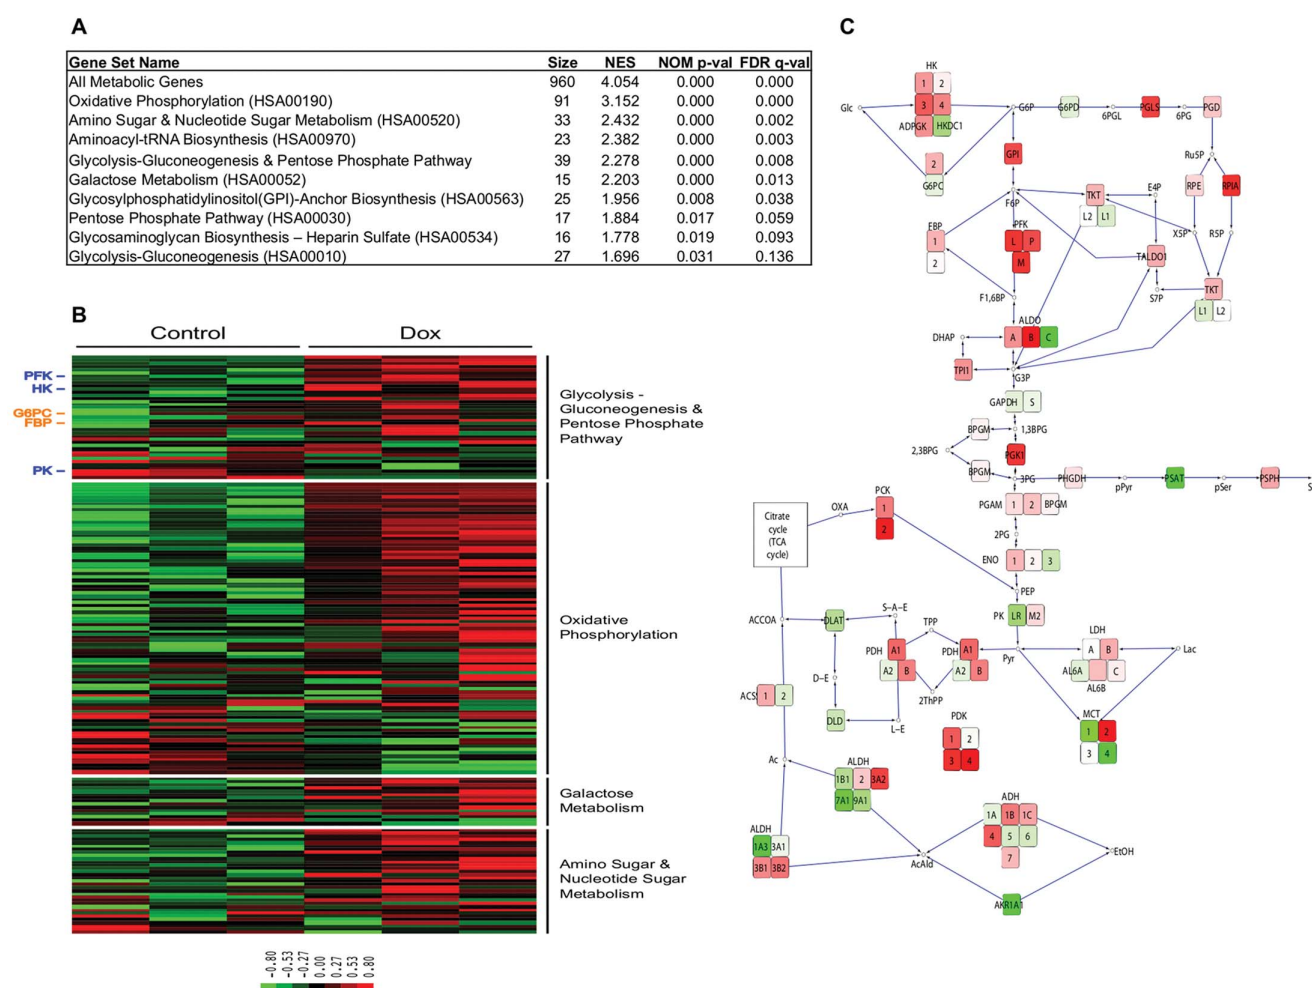 A
Gene Set Name Size NES NOM p-val FDR q-val
All Metabolic Genes 960 4.054 0.000 0.000
Oxidative Phosphorylation (HSA00190) 91 3.152 0.000 0.000
Amino Sugar & Nucleotide Sugar Metabolism (HSA00520) 33 2.432 0.000 0.002
Aminoacyl-tRNA Biosynthesis (HSA00970) 23 2.382 0.000 0.003
Glycolysis-Gluconeogenesis & Pentose Phosphate Pathway 39 2.278 0.000 0.008
Galactose Metabolism (HSA00052) 15 2.203 0.000 0.013
Glycosylphosphatidylinositol(GPI)-Anchor Biosynthesis (HSA00563) 25 1.956 0.008 0.038
Pentose Phosphate Pathway (HSA00030) 17 1.884 0.017 0.059
Glycosaminoglycan Biosynthesis – Heparin Sulfate (HSA00534) 16 1.778 0.019 0.093
Glycolysis-Gluconeogenesis (HSA00010) 27 1.696 0.031 0.136
B
Control Dox
PFK
HK
G6PC
FBP
PK
Glycolysis -
Gluconeogenesis &
Pentose Phosphate
Pathway
Oxidative
Phosphorylation
Galactose
Metabolism
Amino Sugar &
Nucleotide Sugar
Metabolism
-0.80
-0.53
-0.27
0.00
0.27
0.53
0.80
C
HK
1 2
Glc 3 4 G6P G6PD 6PGL PGLS 6PG PGD
ADPGK HKDC1
2 GPI Ru5P
G6PC RPE RPIA
F6P TKT E4P
L2 L1
FBP PFK
1 L P X5P R5P
2 M TALDO1
F1,6BP S7P TKT
L1 L2
ALDO
DHAP A B C
TPI1 G3P
GAPDH S
BPGM 1,3BPG
2,3BPG PGK1
BPGM 3PG PHGDH pPyr PSAT pSer PSPH S
PCK PGAM 1 2 BPGM
OXA 1
2
Citrate
cycle
(TCA
cycle)
2PG
ENO 1 2 3
PEP
PK LR M2
ACCOA DLAT S-A-E TPP
LDH
PDH A1 PDH A1 Pyr A B Lac
A2 B A2 B AL6A C
AL6B
D-E 2ThPP
ACS 1 2
DLD L-E
PDK MCT
1 2 1 2
3 4 3 4
Ac ALDH
1B1 2 3A2
7A1 9A1
ADH
1A 1B 1C
4 5 6
7
ALDH
1A3 3A1
3B1 3B2 AcAld EtOH
AKR1A1